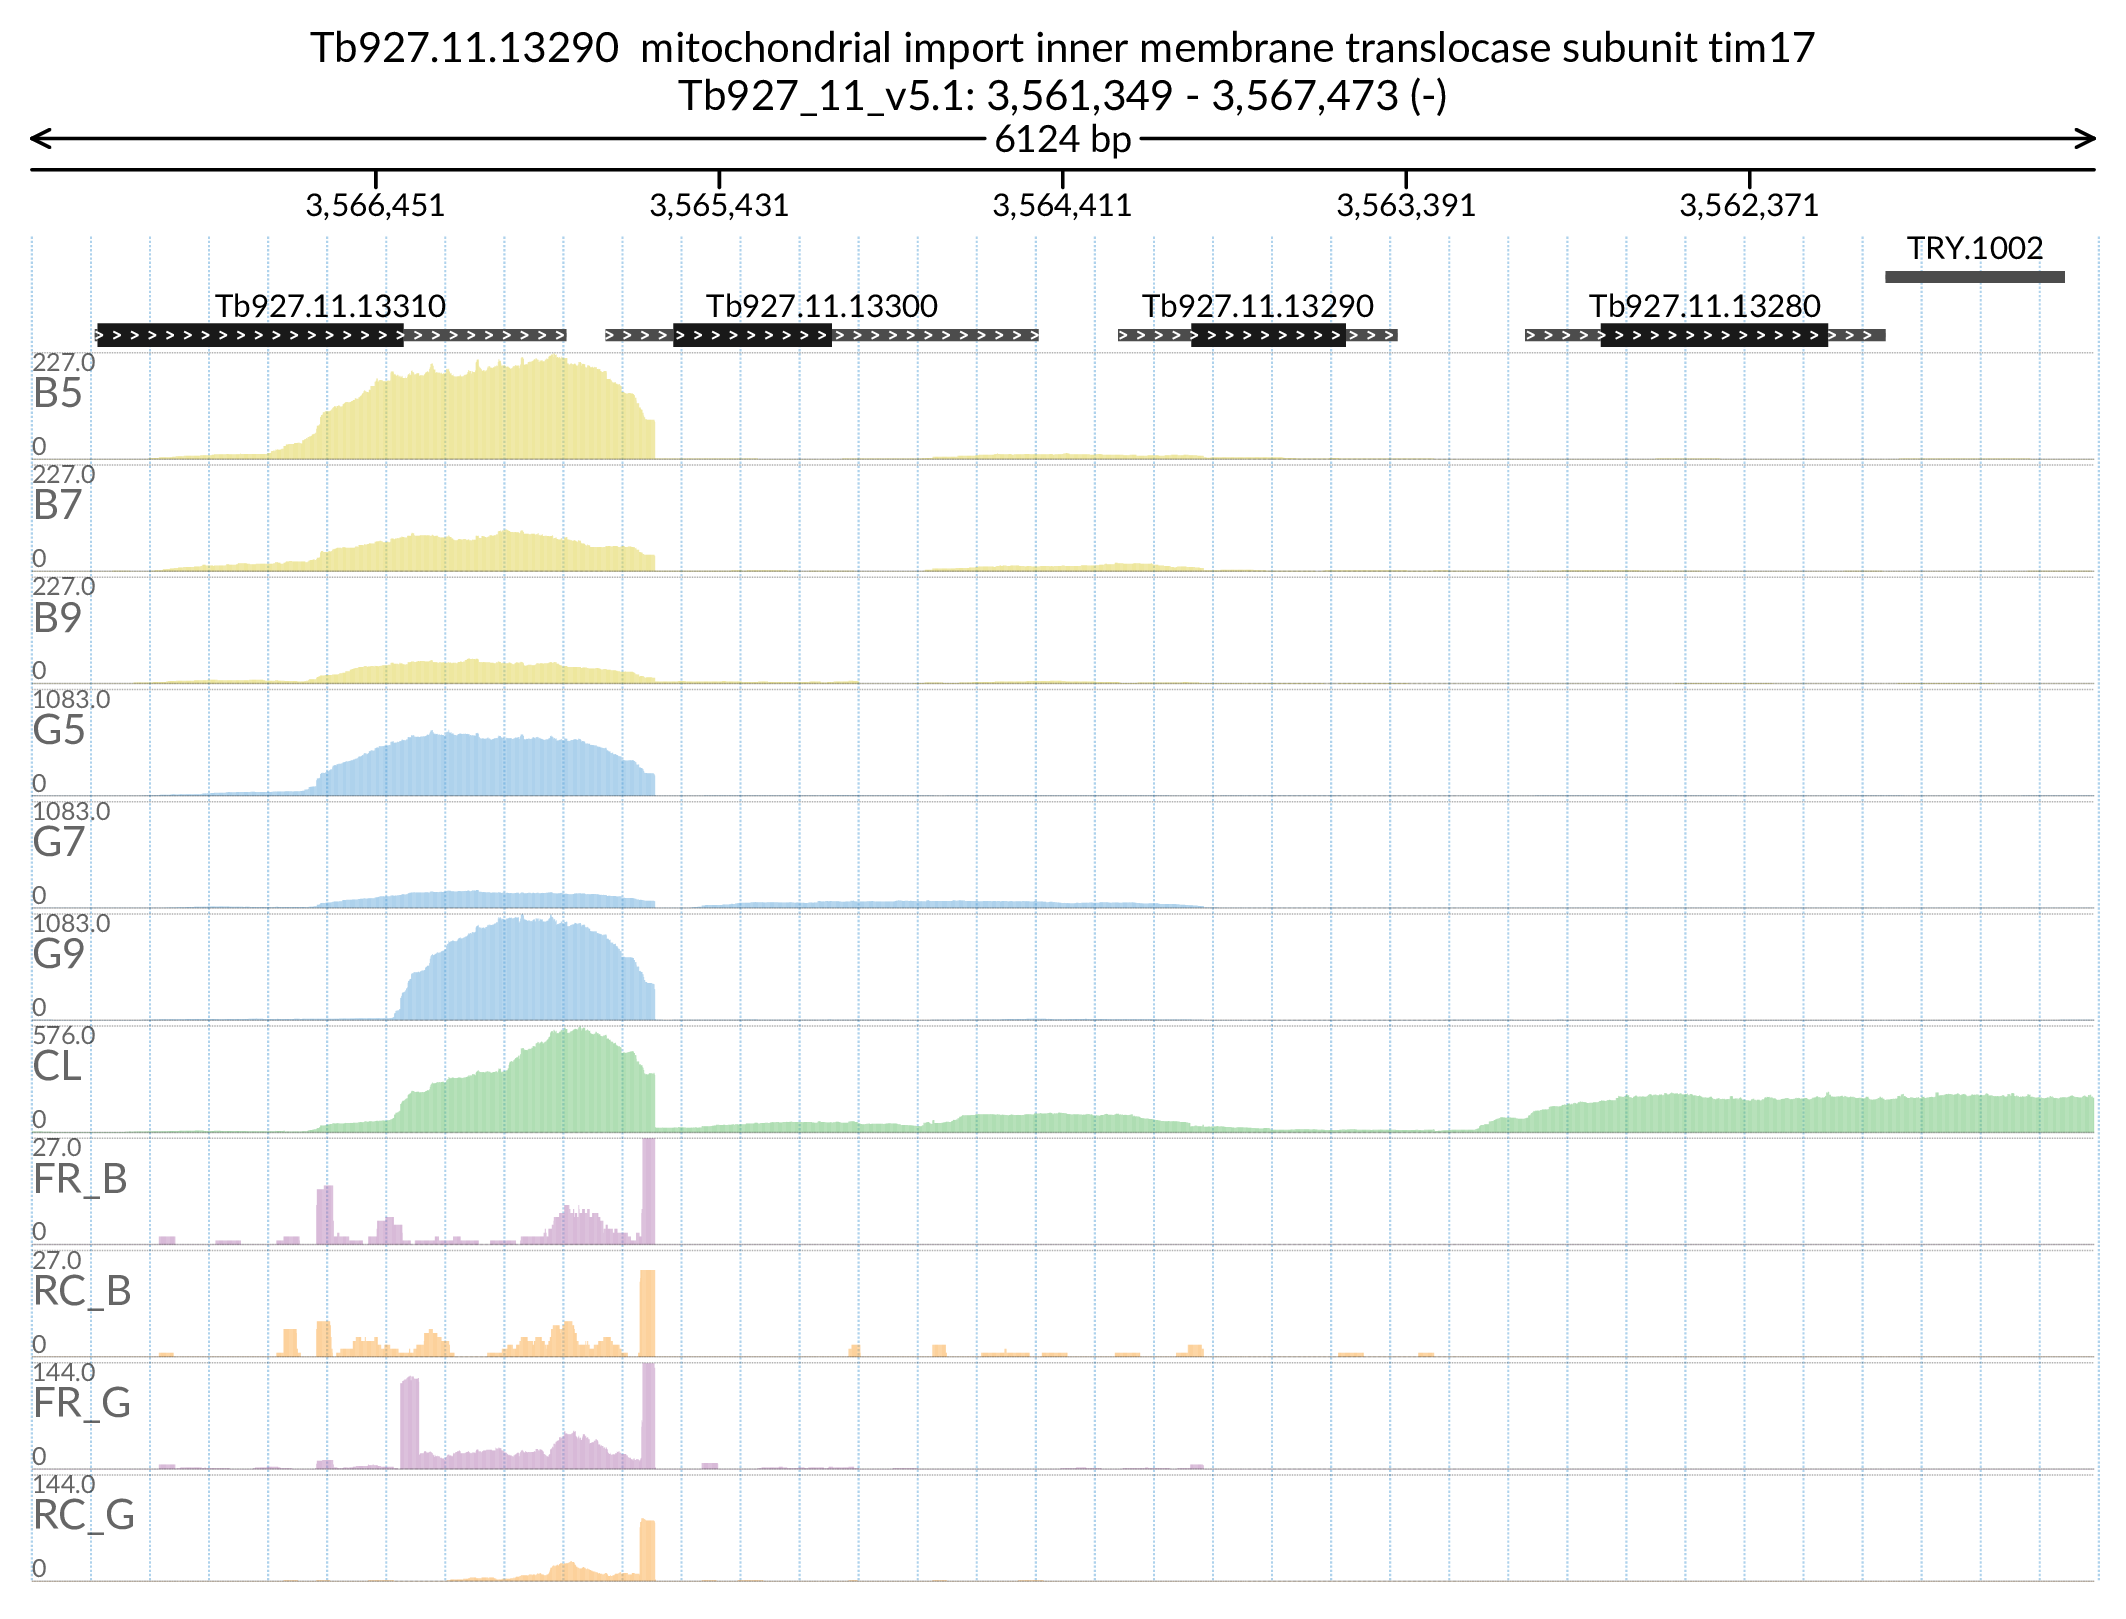 Tb927.11.13290  mitochondrial import inner membrane translocase subunit tim17
Tb927_11_v5.1: 3,561,349 - 3,567,473 (-)
6124 bp
3,566,451 3,565,431 3,564,411 3,563,391 3,562,371
TRY.1002
Tb927.11.13310 Tb927.11.13300 Tb927.11.13290 Tb927.11.13280
227.0
B5
0
227.0
B7
0
227.0
B9
0
1083.0
G5
0
1083.0
G7
0
1083.0
G9
0
576.0
CL
0
27.0
FR_B
0
27.0
RC_B
0
144.0
FR_G
0
144.0
RC_G
0